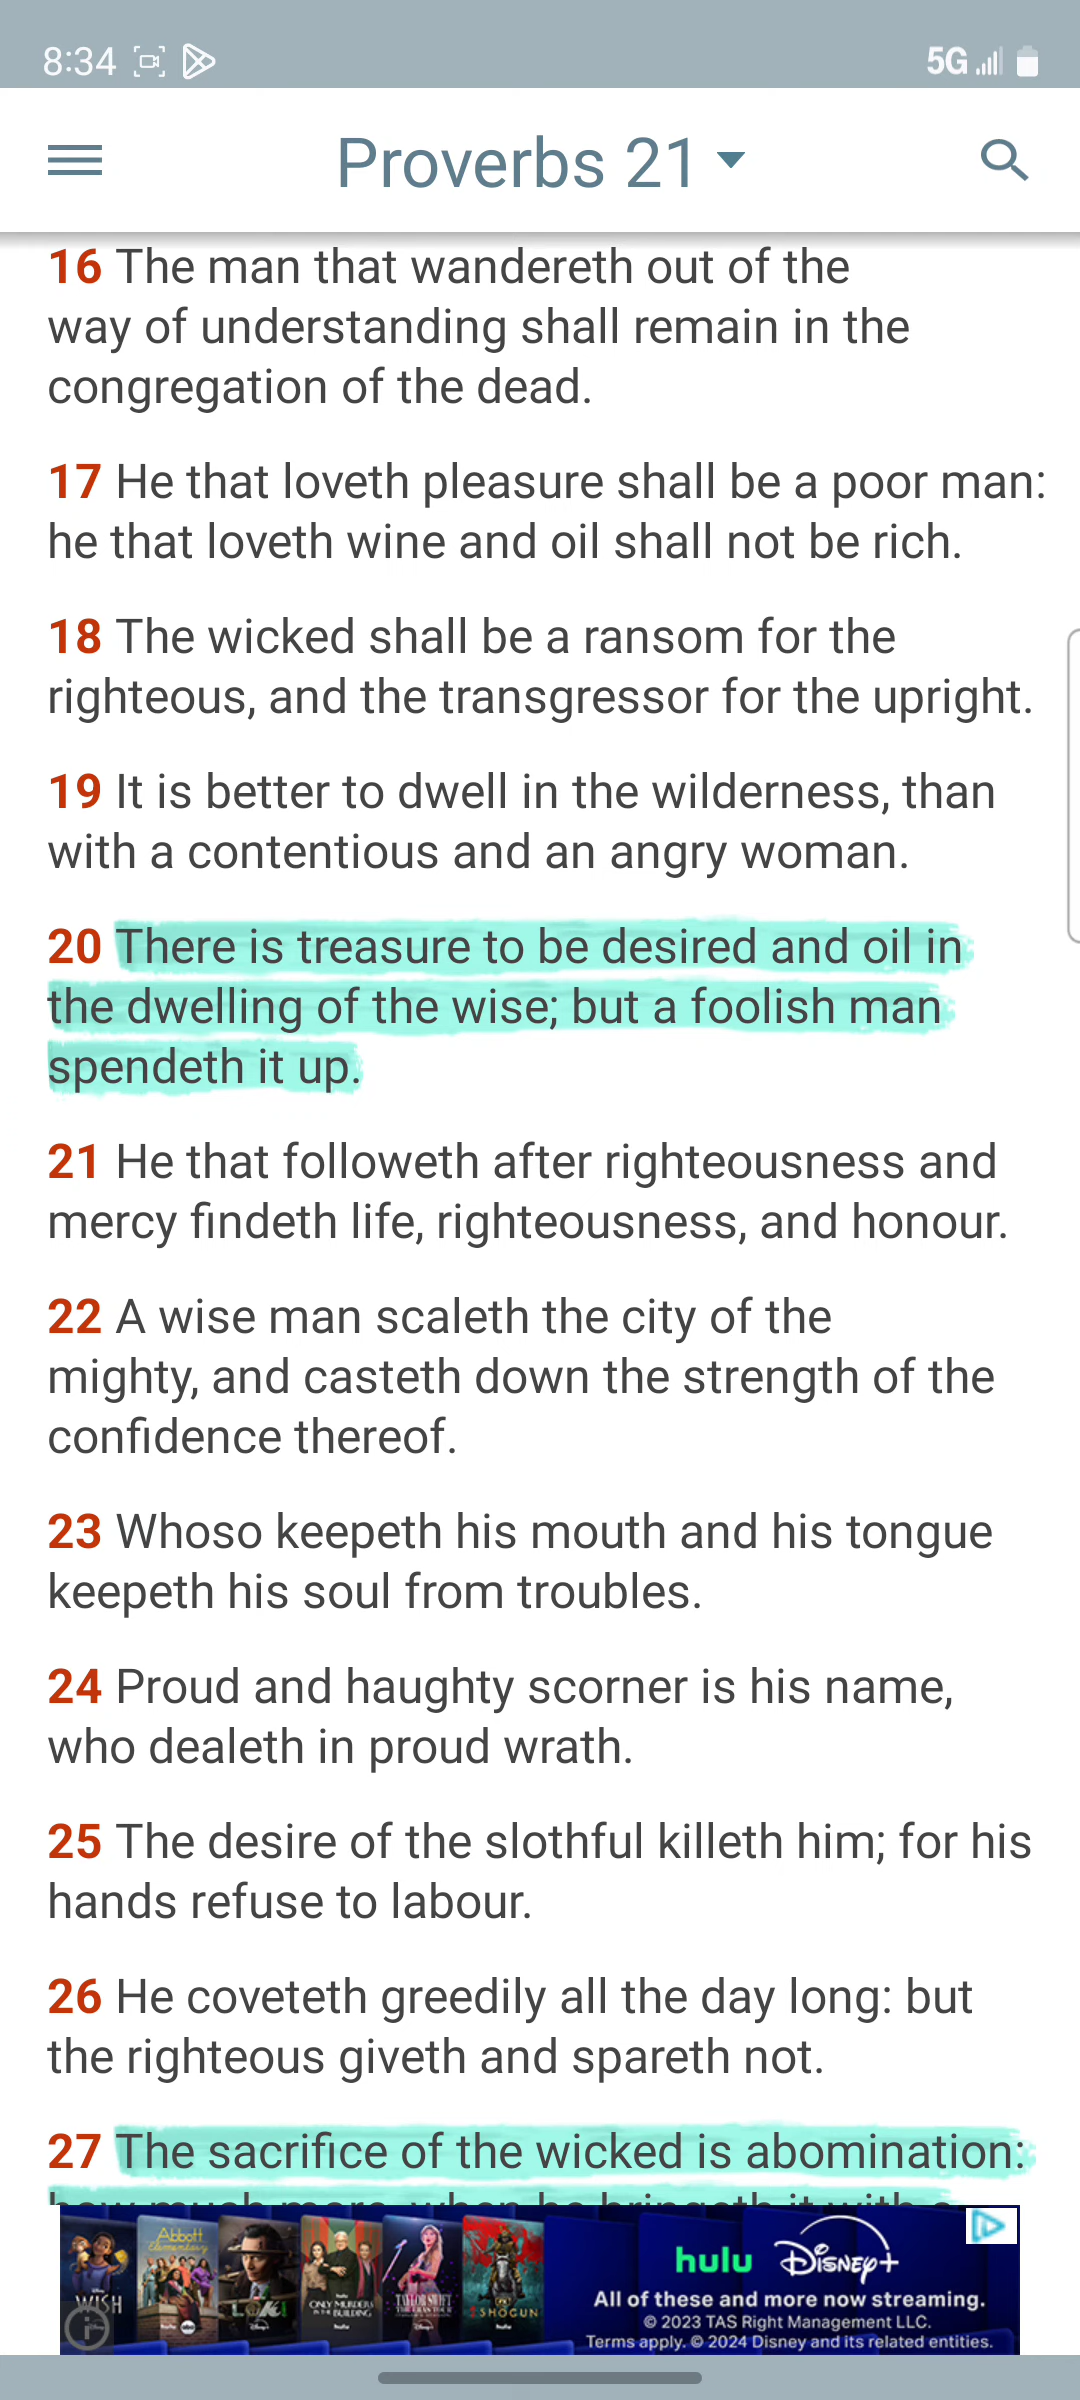 8:34
5G
Proverbs 21
16 The man that wandereth out of the
way of understanding shall remain in the
congregation of the dead.
17 He that loveth pleasure shall be a poor man:
he that loveth wine and oil shall not be rich.
18 The wicked shall be a ransom for the
righteous, and the transgressor for the upright.
19 It is better to dwell in the wilderness, than
with a contentious and an angry woman.
20 There is treasure to be desired and oil in
the dwelling of the wise; but a foolish man
spendeth it up.
21 He that followeth after righteousness and
mercy findeth life, righteousness, and honour.
22 A wise man scaleth the city of the
mighty, and casteth down the strength of the
confidence thereof.
23 Whoso keepeth his mouth and his tongue
keepeth his soul from troubles.
24 Proud and haughty scorner is his name,
who dealeth in proud wrath.
25 The desire of the slothful killeth him; for his
hands refuse to labour.
26 He coveteth greedily all the day long: but
the righteous giveth and spareth not.
27 The sacrifice of the wicked is abomination:
how much more, when he bringeth it with a
WISH
Abbott
Elementary
LOKI
ONLY MURDERS
IN THE BUILDING
TAYLOR SWIFT
SHOGUN
hulu Disney+
All of these and more now streaming.
© 2023 TAS Right Management LLC.
Terms apply. © 2024 Disney and its related entities.